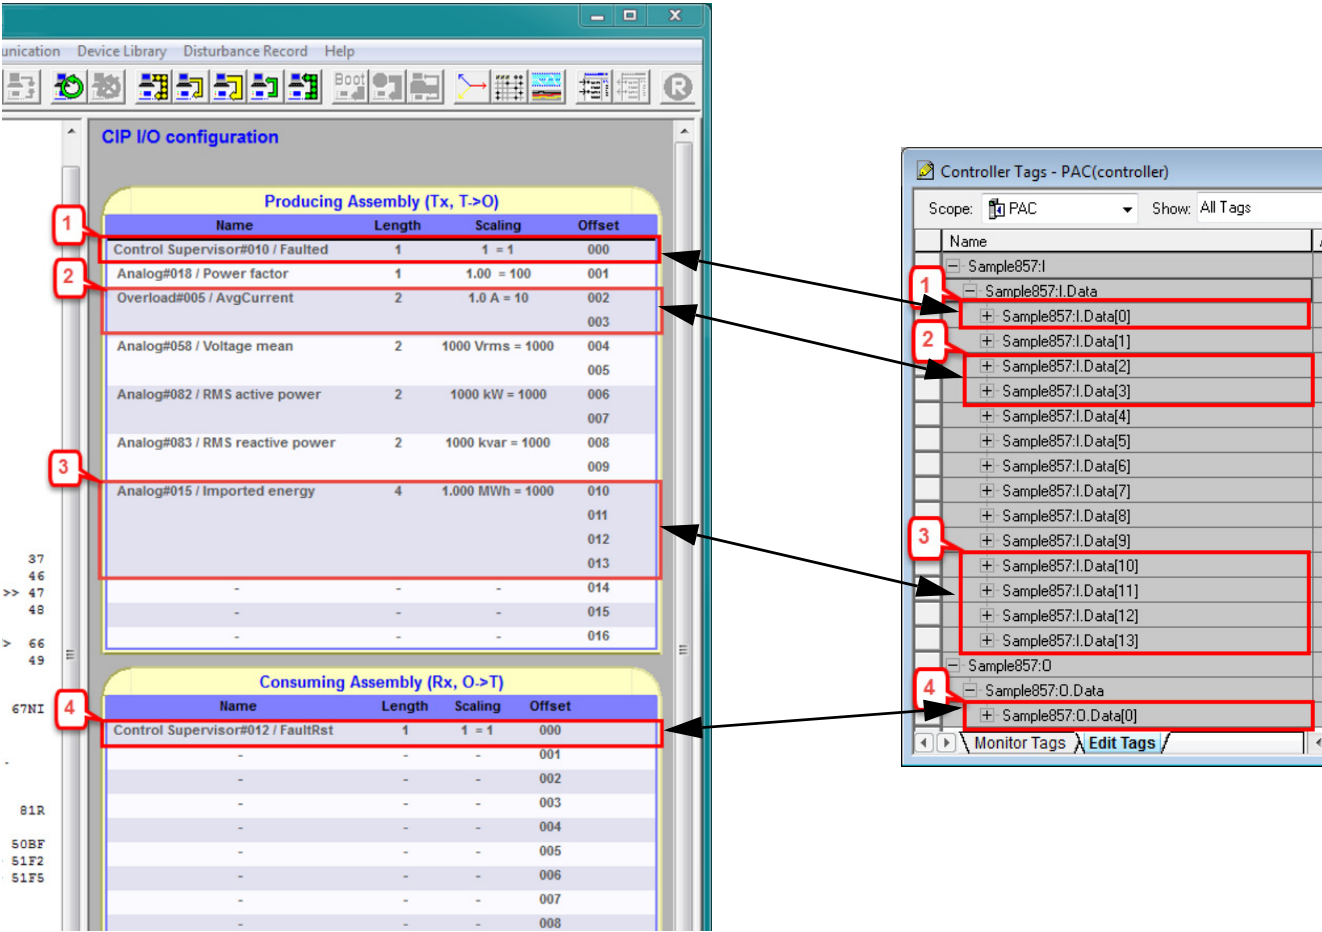 unication Device Library Disturbance Record Help
Boot
R
CIP I/O configuration
Producing Assembly (Tx, T->O)
Name Length Scaling Offset
1
Control Supervisor#010 / Faulted 1 1 = 1 000
Analog#018 / Power factor 1 1.00 = 100 001
2
Overload#005 / AvgCurrent 2 1.0 A = 10 002
003
Analog#058 / Voltage mean 2 1000 Vrms = 1000 004
005
Analog#082 / RMS active power 2 1000 kW = 1000 006
007
Analog#083 / RMS reactive power 2 1000 kvar = 1000 008
009
3
Analog#015 / Imported energy 4 1.000 MWh = 1000 010
011
012
013
- - - 014
- - - 015
- - - 016
37
46
>> 47
48
> 66
49
67NI
-
81R
50BF
51F2
51F5
Consuming Assembly (Rx, O->T)
Name Length Scaling Offset
4
Control Supervisor#012 / FaultRst 1 1 = 1 000
- - - 001
- - - 002
- - - 003
- - - 004
- - - 005
- - - 006
- - - 007
- - - 008
Controller Tags - PAC(controller)
Scope: PAC Show: All Tags
Name
Sample857:I
1
Sample857:I.Data
Sample857:I.Data[0]
2
Sample857:I.Data[1]
Sample857:I.Data[2]
Sample857:I.Data[3]
Sample857:I.Data[4]
Sample857:I.Data[5]
Sample857:I.Data[6]
Sample857:I.Data[7]
Sample857:I.Data[8]
3
Sample857:I.Data[9]
Sample857:I.Data[10]
Sample857:I.Data[11]
Sample857:I.Data[12]
Sample857:I.Data[13]
Sample857:O
4
Sample857:O.Data
Sample857:O.Data[0]
Monitor Tags Edit Tags